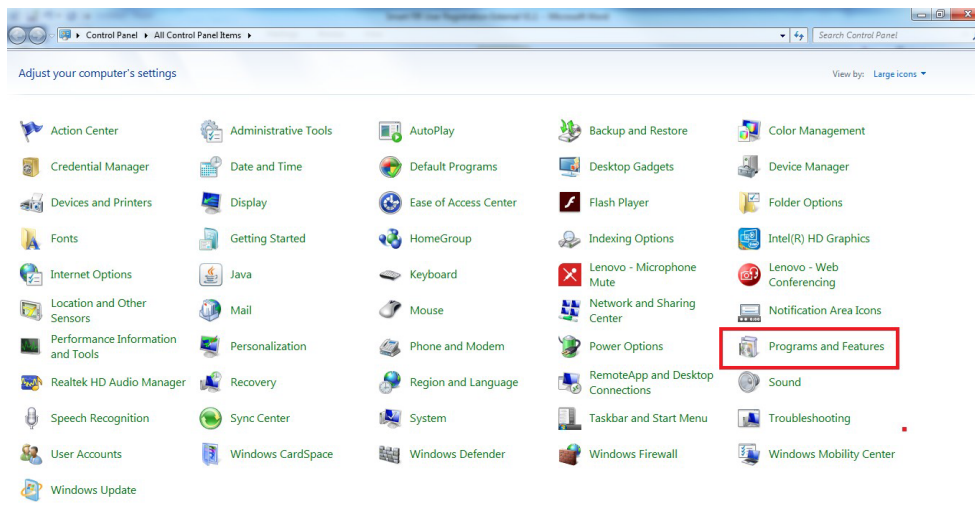 Control Panel ▸ All Control Panel Items ▸
Search Control Panel
Adjust your computer's settings
View by: Large icons
Action Center
Administrative Tools
AutoPlay
Backup and Restore
Color Management
Credential Manager
Date and Time
Default Programs
Desktop Gadgets
Device Manager
Devices and Printers
Display
Ease of Access Center
Flash Player
Folder Options
Fonts
Getting Started
HomeGroup
Indexing Options
Intel(R) HD Graphics
Internet Options
Java
Keyboard
Lenovo - Microphone
Mute
Lenovo - Web
Conferencing
Location and Other
Sensors
Mail
Mouse
Network and Sharing
Center
Notification Area Icons
Performance Information
and Tools
Personalization
Phone and Modem
Power Options
Programs and Features
Realtek HD Audio Manager
Recovery
Region and Language
RemoteApp and Desktop
Connections
Sound
Speech Recognition
Sync Center
System
Taskbar and Start Menu
Troubleshooting
User Accounts
Windows CardSpace
Windows Defender
Windows Firewall
Windows Mobility Center
Windows Update